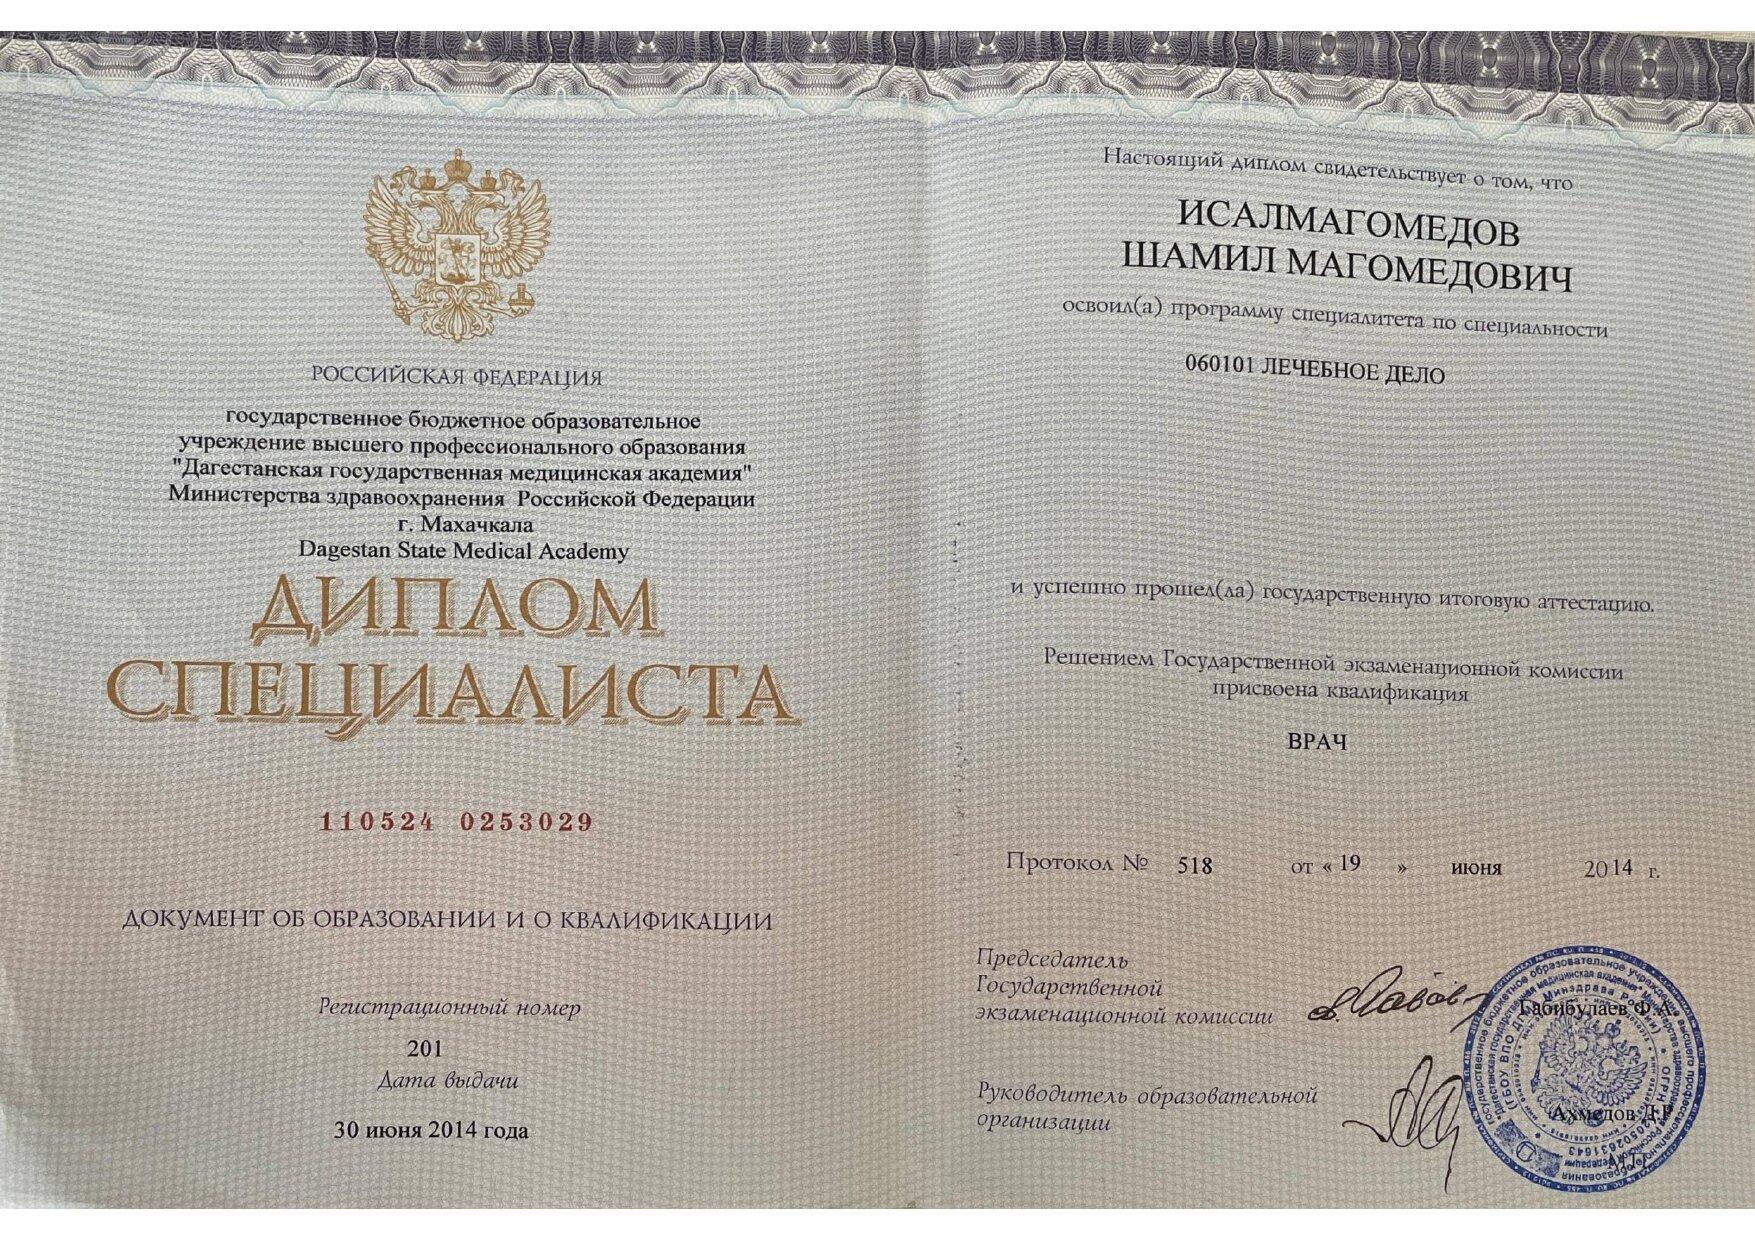 РОССИЙСКАЯ ФЕДЕРАЦИЯ
государственное бюджетное образовательное
учреждение высшего профессионального образования
"Дагестанская государственная медицинская академия"
Министерства здравоохранения Российской Федерации
г. Махачкала
Dagestan State Medical Academy
ДИПЛОМ
СПЕЦИАЛИСТА
110524 0253029
ДОКУМЕНТ ОБ ОБРАЗОВАНИИ И О КВАЛИФИКАЦИИ
Регистрационный номер
201
Дата выдачи
30 июня 2014 года
Настоящий диплом свидетельствует о том, что
ИСАЛМАГОМЕДОВ
ШАМИЛ МАГОМЕДОВИЧ
освоил(а) программу специалитета по специальности
060101 ЛЕЧЕБНОЕ ДЕЛО
и успешно прошел(ла) государственную итоговую аттестацию.
Решением Государственной экзаменационной комиссии
присвоена квалификация
ВРАЧ
Протокол № 518 от « 19 » июня 2014 г.
Председатель
Государственной
экзаменационной комиссии
Габибулаев Ф.А.
Руководитель образовательной
организации
Ахмедов Д.Р.